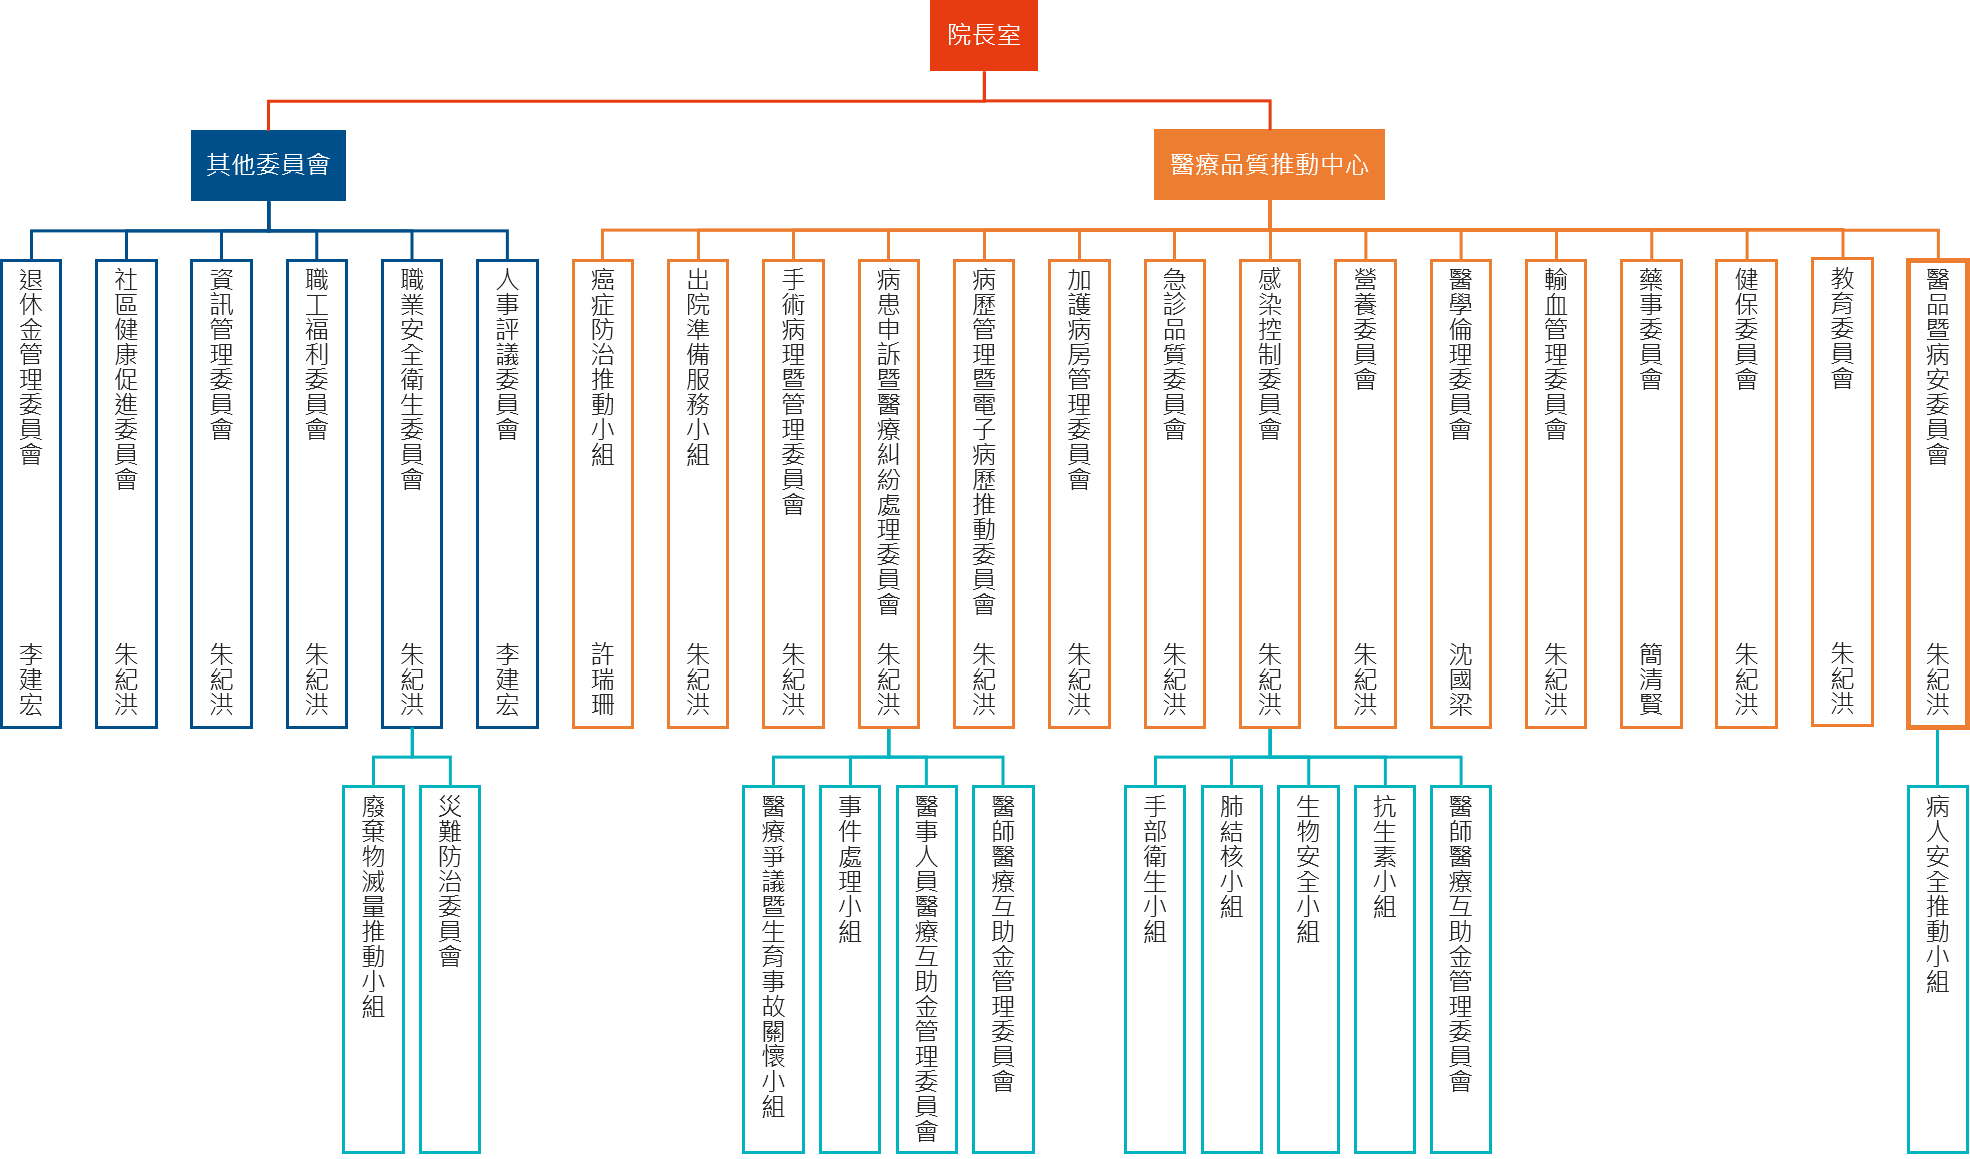 院長室
其他委員會
醫療品質推動中心
退休金管理委員會
李建宏
社區健康促進委員會
朱紀洪
資訊管理委員會
朱紀洪
職工福利委員會
朱紀洪
職業安全衛生委員會
朱紀洪
人事評議委員會
李建宏
癌症防治推動小組
許瑞珊
出院準備服務小組
朱紀洪
手術病理暨管理委員會
朱紀洪
病患申訴暨醫療糾紛處理委員會
朱紀洪
病歷管理暨電子病歷推動委員會
朱紀洪
加護病房管理委員會
朱紀洪
急診品質委員會
朱紀洪
感染控制委員會
朱紀洪
營養委員會
朱紀洪
醫學倫理委員會
沈國梁
輸血管理委員會
朱紀洪
藥事委員會
簡清賢
健保委員會
朱紀洪
教育委員會
朱紀洪
醫品暨病安委員會
朱紀洪
廢棄物滅量推動小組
災難防治委員會
醫療爭議暨生育事故關懷小組
事件處理小組
醫事人員醫療互助金管理委員會
醫師醫療互助金管理委員會
手部衛生小組
肺結核小組
生物安全小組
抗生素小組
醫師醫療互助金管理委員會
病人安全推動小組